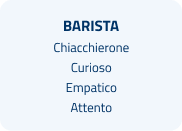 BARISTA
Chiacchierone
Curioso
Empatico
Attento